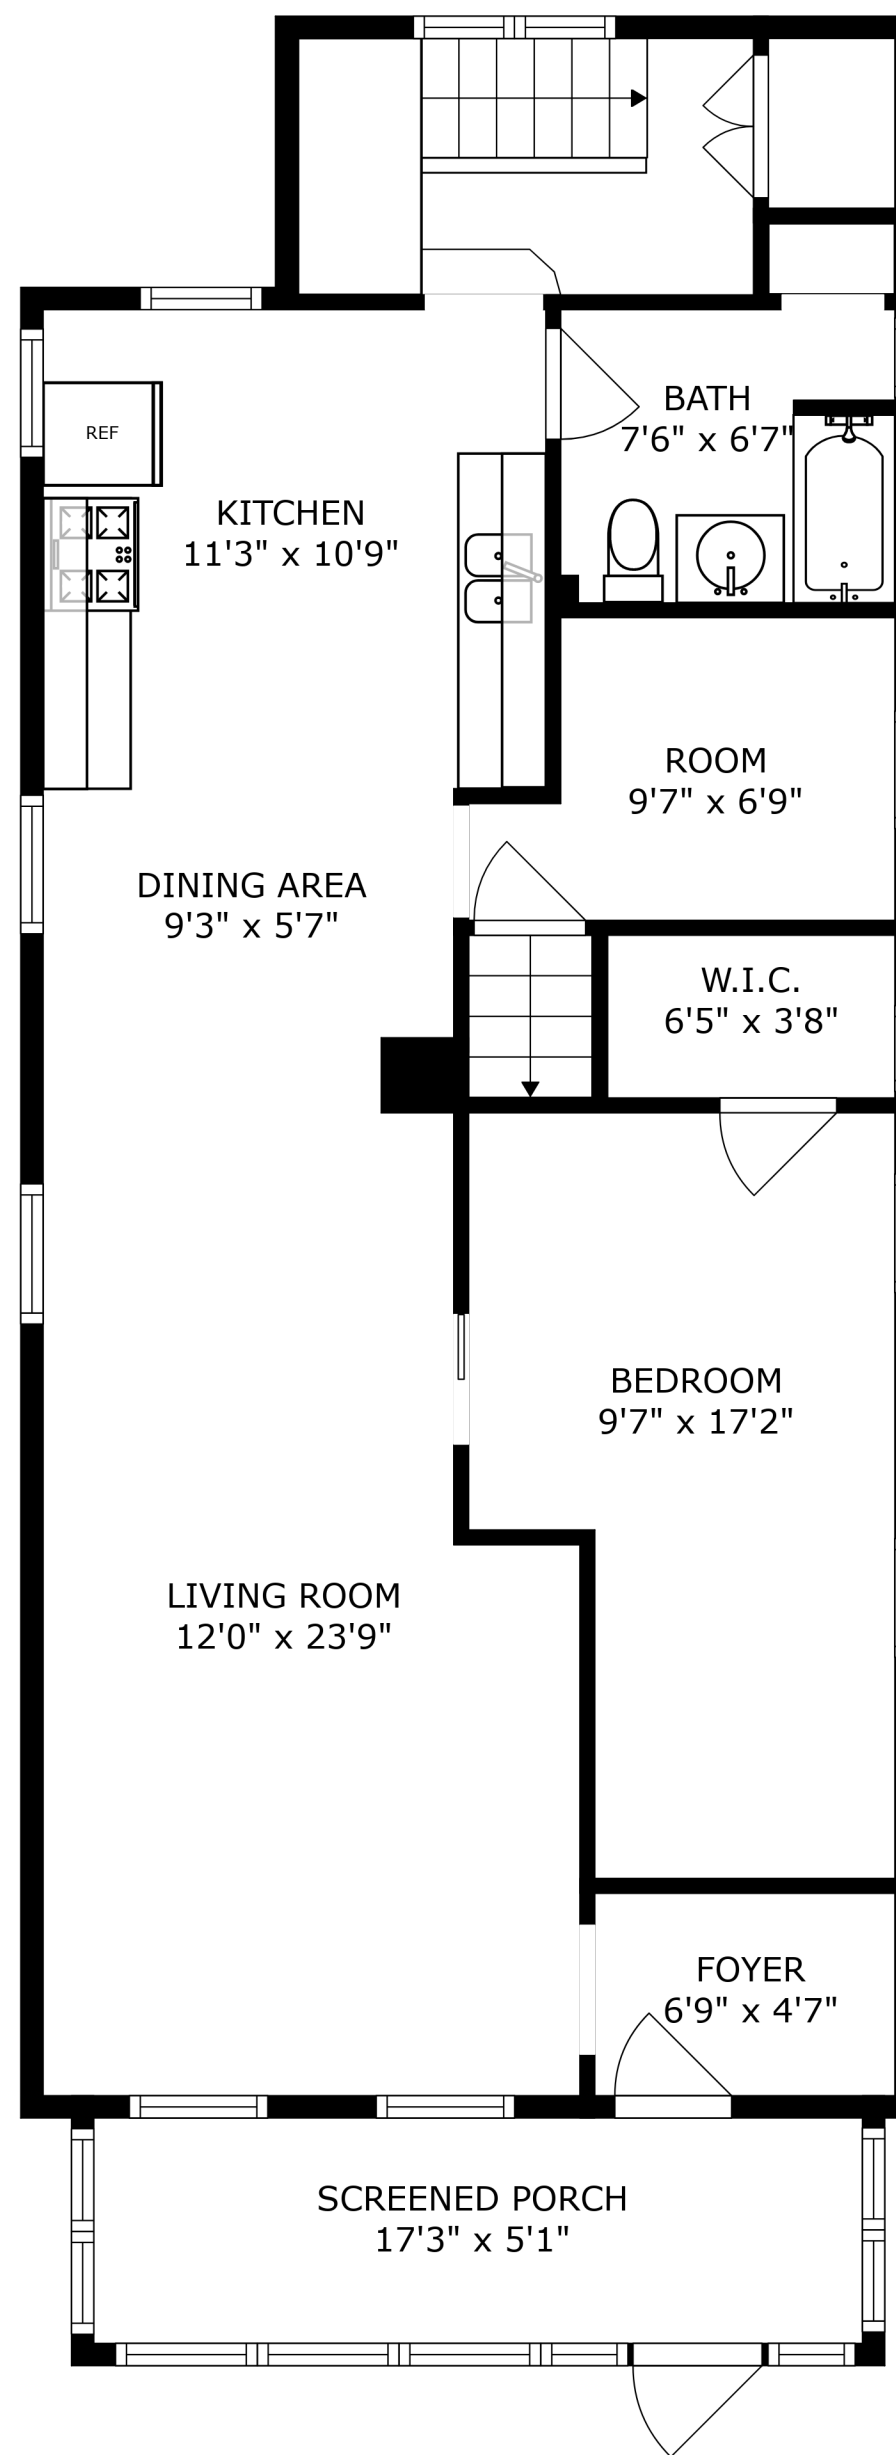 BATH
7'6" x 6'7"
REF
KITCHEN
11'3" x 10'9"
ROOM
9'7" x 6'9"
DINING AREA
9'3" x 5'7"
W.I.C.
6'5" x 3'8"
BEDROOM
9'7" x 17'2"
LIVING ROOM
12'0" x 23'9"
FOYER
6'9" x 4'7"
SCREENED PORCH
17'3" x 5'1"